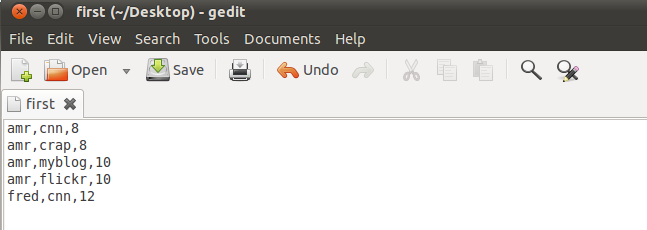 first (~/Desktop) - gedit
File Edit View Search Tools Documents Help
Open Save Undo
first
amr,cnn,8
amr,crap,8
amr,myblog,10
amr,flickr,10
fred,cnn,12